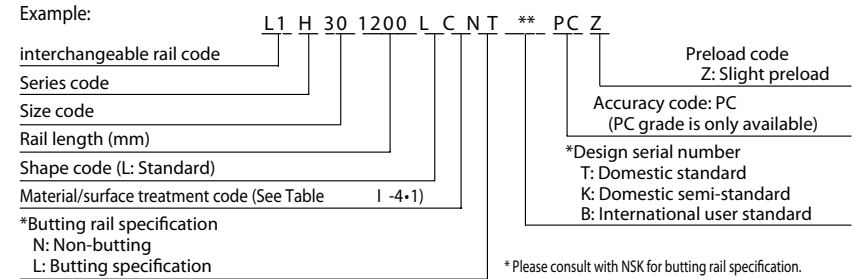 Example:
L1 H 30 1200 L C N T ** PC Z
interchangeable rail code
Series code
Size code
Rail length (mm)
Shape code (L: Standard)
Material/surface treatment code (See Table I -4•1)
*Butting rail specification
N: Non-butting
L: Butting specification
Preload code
Z: Slight preload
Accuracy code: PC
(PC grade is only available)
*Design serial number
T: Domestic standard
K: Domestic semi-standard
B: International user standard
* Please consult with NSK for butting rail specification.